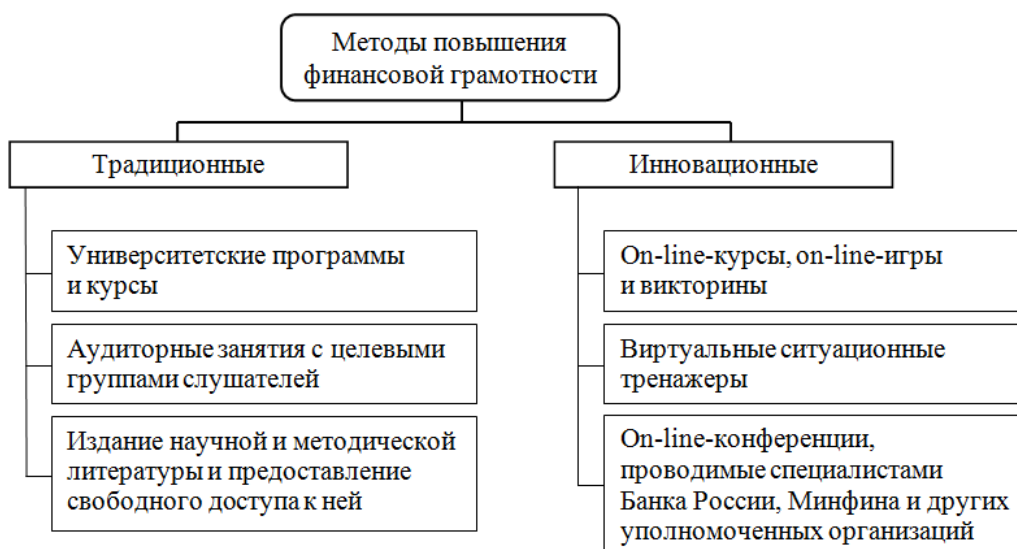 Методы повышения
финансовой грамотности
Традиционные
Университетские программы
и курсы
Аудиторные занятия с целевыми
группами слушателей
Издание научной и методической
литературы и предоставление
свободного доступа к ней
Инновационные
On-line-курсы, on-line-игры
и викторины
Виртуальные ситуационные
тренажеры
On-line-конференции,
проводимые специалистами
Банка России, Минфина и других
уполномоченных организаций